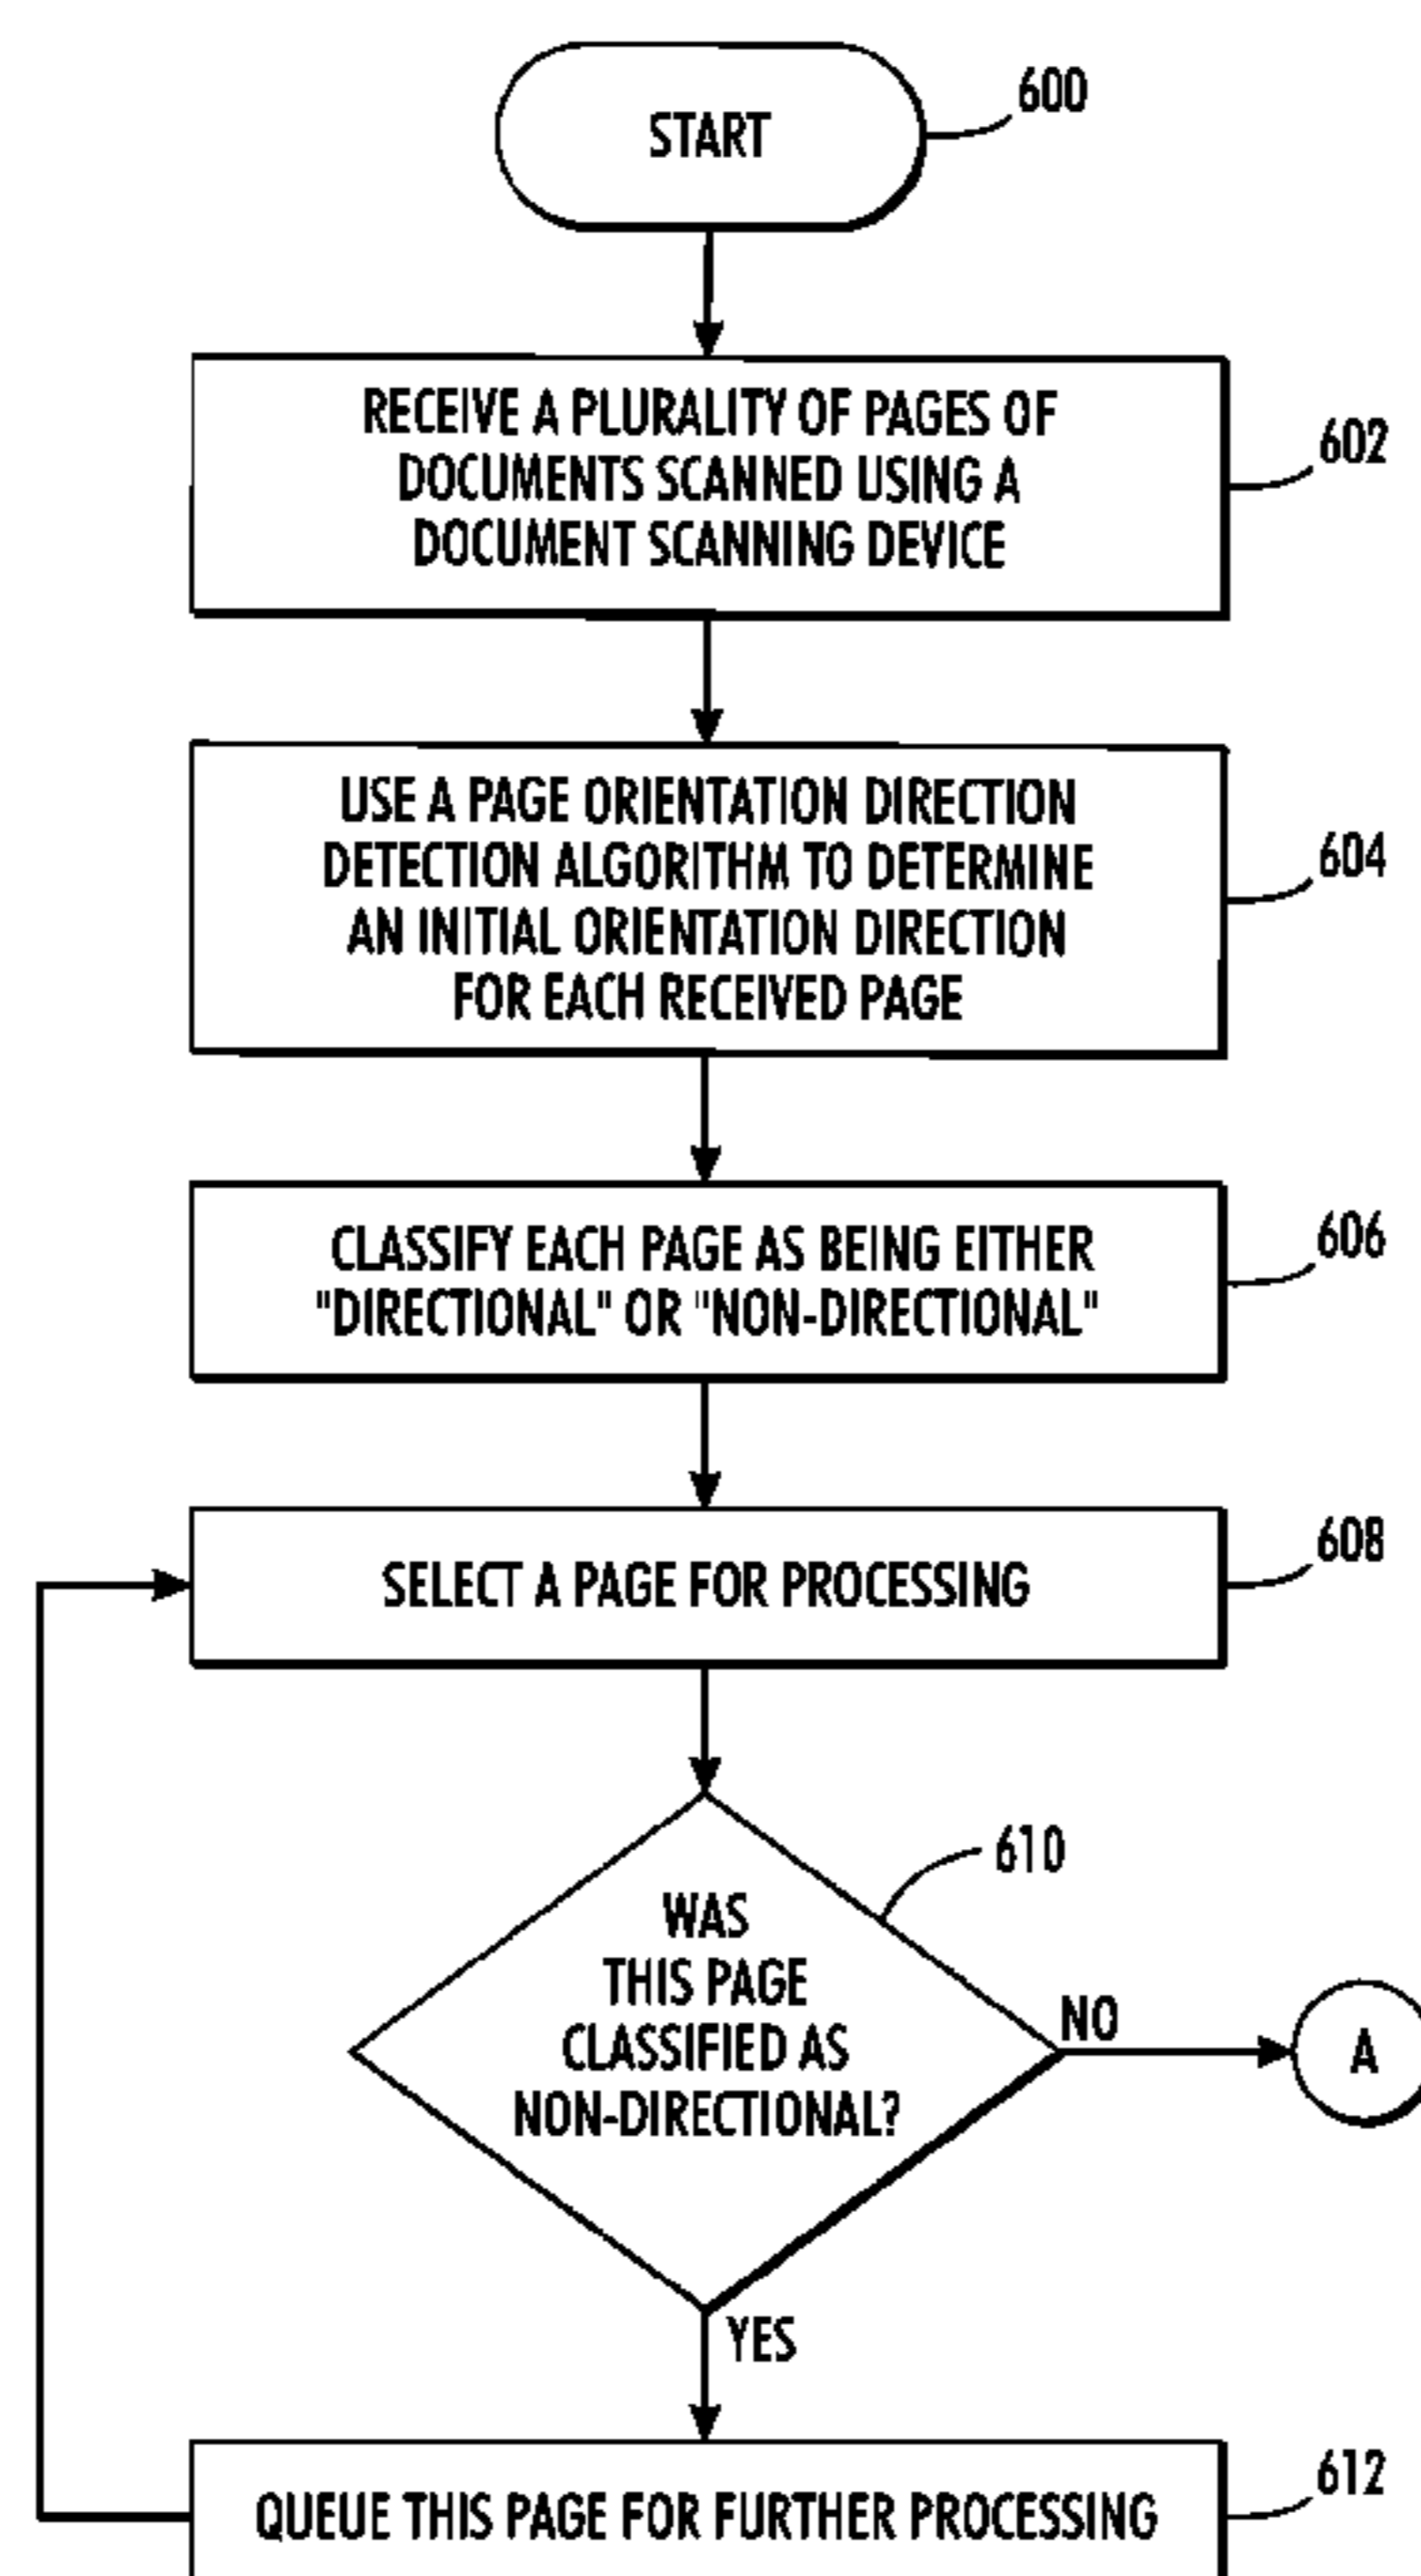 START
600
RECEIVE A PLURALITY OF PAGES OF
DOCUMENTS SCANNED USING A
DOCUMENT SCANNING DEVICE
602
USE A PAGE ORIENTATION DIRECTION
DETECTION ALGORITHM TO DETERMINE
AN INITIAL ORIENTATION DIRECTION
FOR EACH RECEIVED PAGE
604
CLASSIFY EACH PAGE AS BEING EITHER
"DIRECTIONAL" OR "NON-DIRECTIONAL"
606
SELECT A PAGE FOR PROCESSING
608
610
WAS
THIS PAGE
CLASSIFIED AS
NON-DIRECTIONAL?
NO
A
YES
QUEUE THIS PAGE FOR FURTHER PROCESSING
612